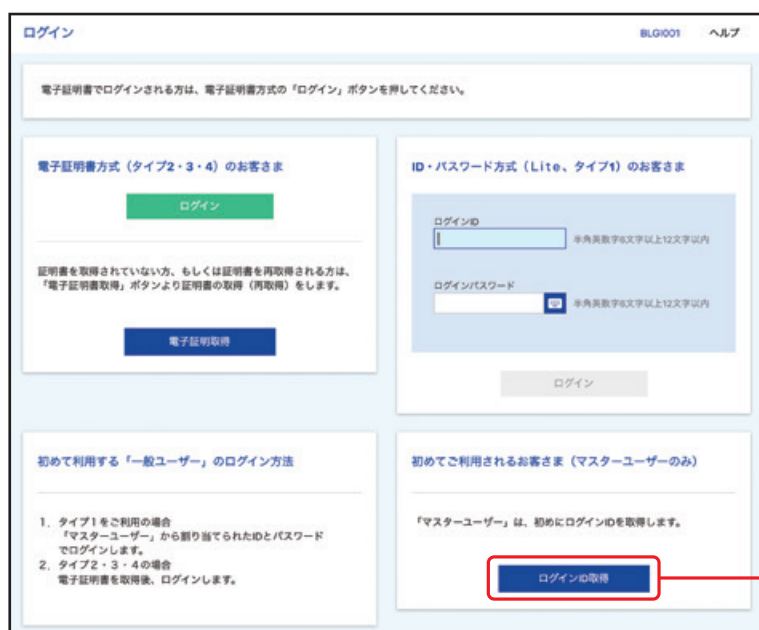 ログイン
BLGI001 ヘルプ
電子証明書でログインされる方は、電子証明書方式の「ログイン」ボタンを押してください。
電子証明書方式（タイプ2・3・4）のお客さま
ログイン
証明書を取得されていない方、もしくは証明書を再取得される方は、
「電子証明書取得」ボタンより証明書の取得（再取得）をします。
電子証明取得
ID・パスワード方式（Lite、タイプ1）のお客さま
ログインID
半角英数字6文字以上12文字以内
ログインパスワード
半角英数字6文字以上12文字以内
ログイン
初めて利用する「一般ユーザー」のログイン方法
1. タイプ1をご利用の場合
「マスターユーザー」から割り当てられたIDとパスワード
でログインします。
2. タイプ2・3・4の場合
電子証明書を取得後、ログインします。
初めてご利用されるお客さま（マスターユーザーのみ）
「マスターユーザー」は、初めにログインIDを取得します。
ログインID取得